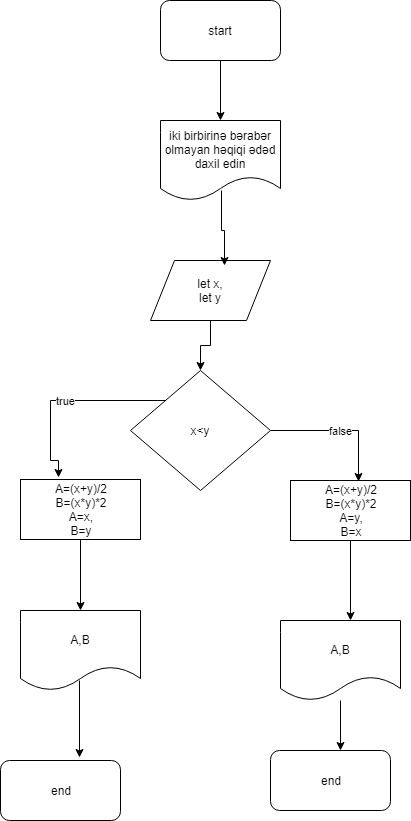 start
iki birbirinə bərabər
olmayan həqiqi ədəd
daxil edin
let x,
let y
x<y
true
false
A=(x+y)/2
B=(x*y)*2
A=x,
B=y
A=(x+y)/2
B=(x*y)*2
A=y,
B=x
A,B
A,B
end
end